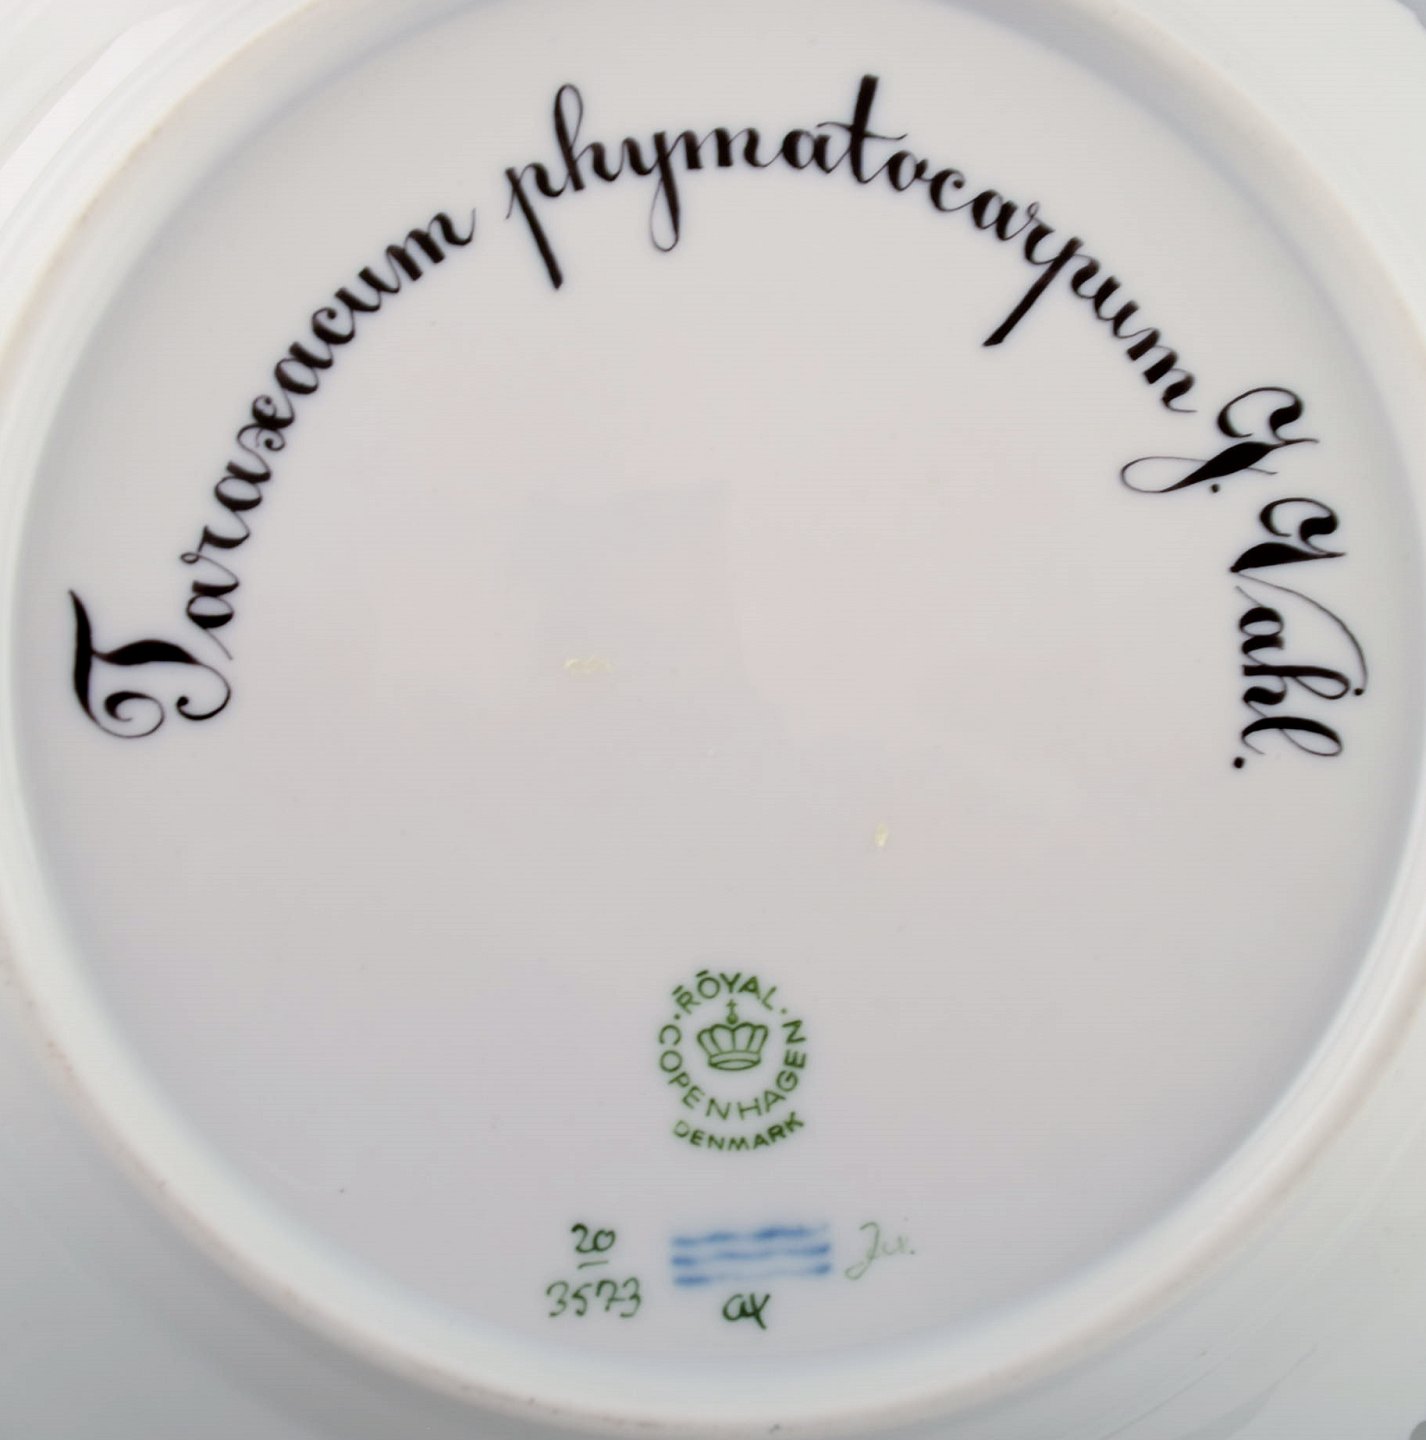 Taraxacum phymatocarpum J. Vahl.
ROYAL · COPENHAGEN ·
DENMARK
20
3573